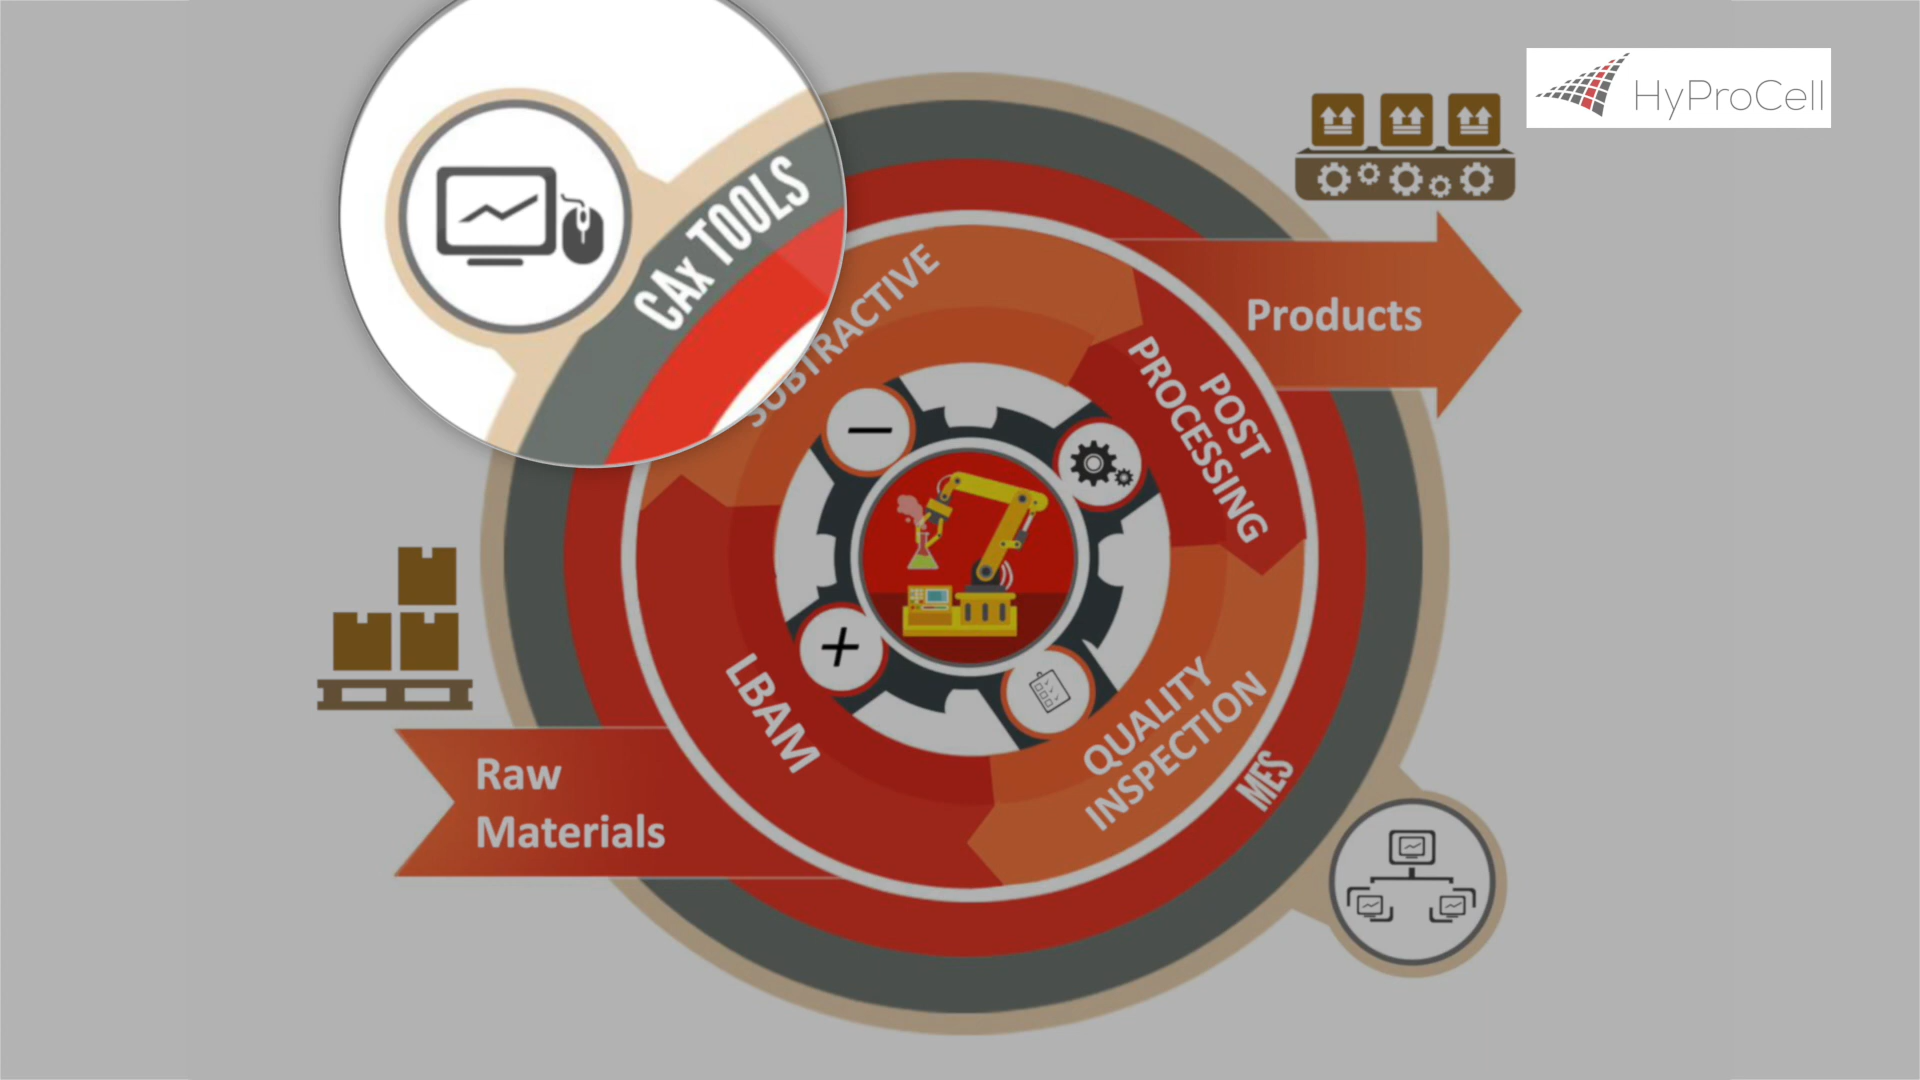 HyProCell
CAx TOOLS
SUBTRACTIVE
Products
POST
PROCESSING
LBAM
QUALITY
INSPECTION
MES
Raw
Materials